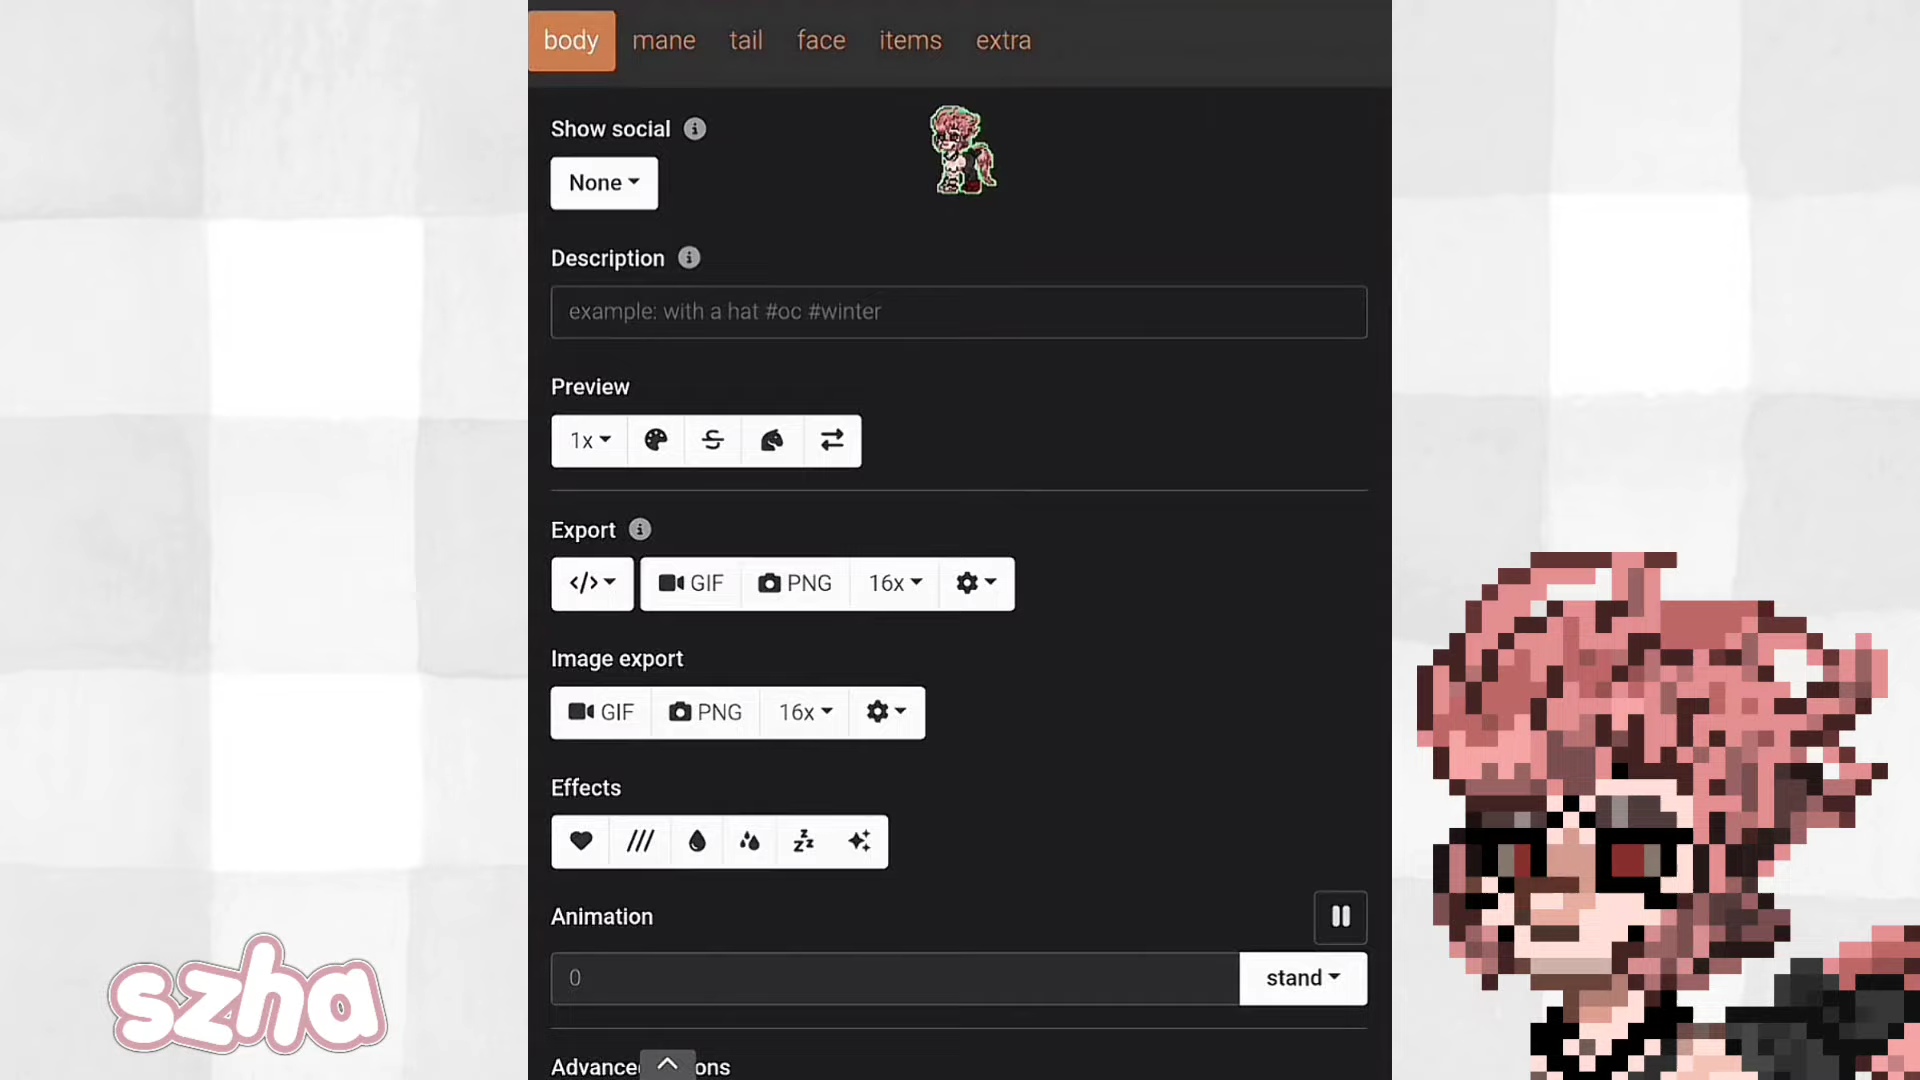 body mane tail face items extra
Show social
None
Description
example: with a hat #oc #winter
Preview
1x
Export
</> GIF PNG 16x
Image export
GIF PNG 16x
Effects
Animation
0 stand
szha